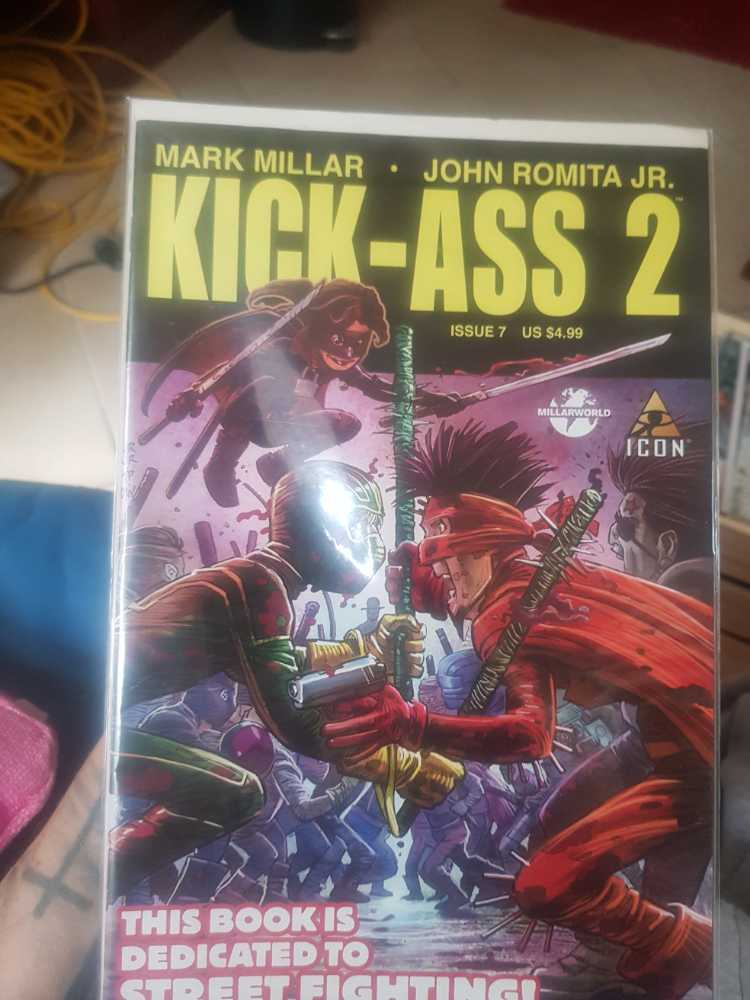 MARK MILLAR • JOHN ROMITA JR.
KICK-ASS 2™
ISSUE 7 US $4.99
MILLARWORLD
ICON®
THIS BOOK IS
DEDICATED TO
STREET FIGHTING!